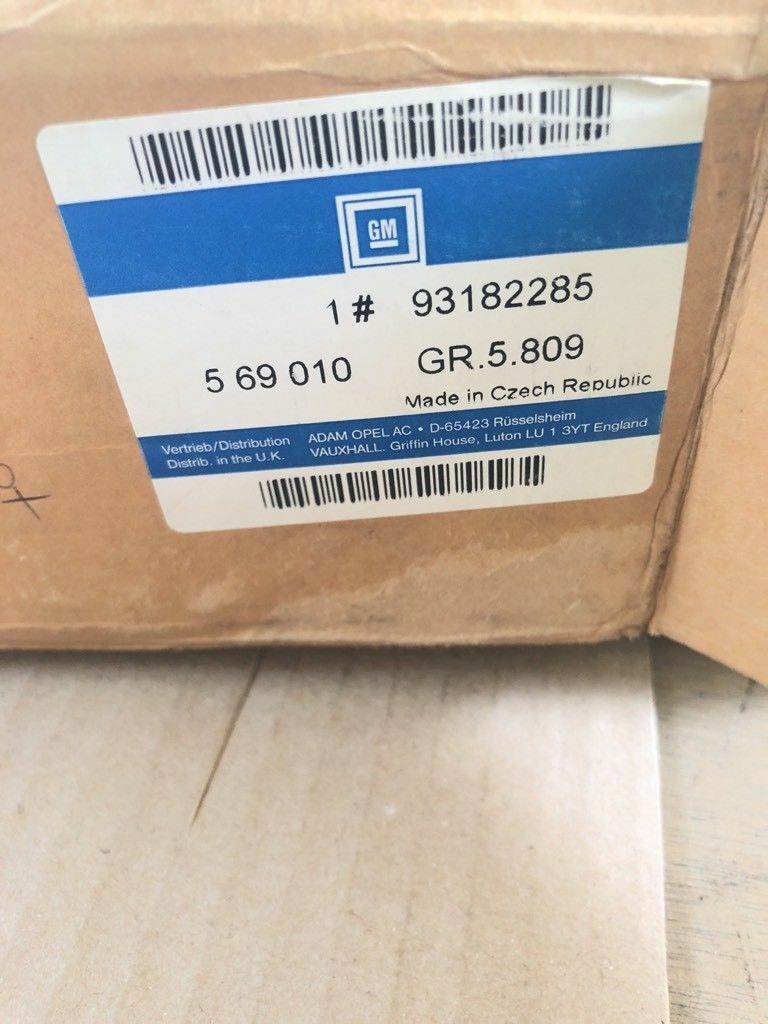 GM
1# 93182285
5 69 010 GR.5.809
Made in Czech Republic
Vertrieb/Distribution ADAM OPEL AC • D-65423 Rüsselsheim
Distrib. in the U.K. VAUXHALL. Griffin House, Luton LU 1 3YT England